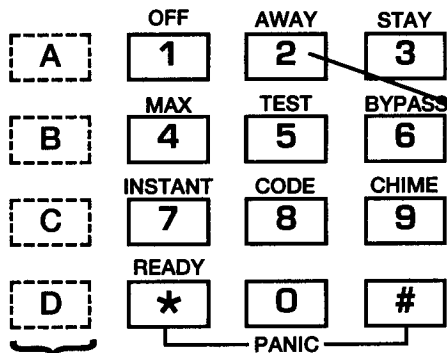 OFF AWAY STAY
A 1 2 3
MAX TEST BYPASS
B 4 5 6
INSTANT CODE CHIME
C 7 8 9
READY
D * 0 #
PANIC